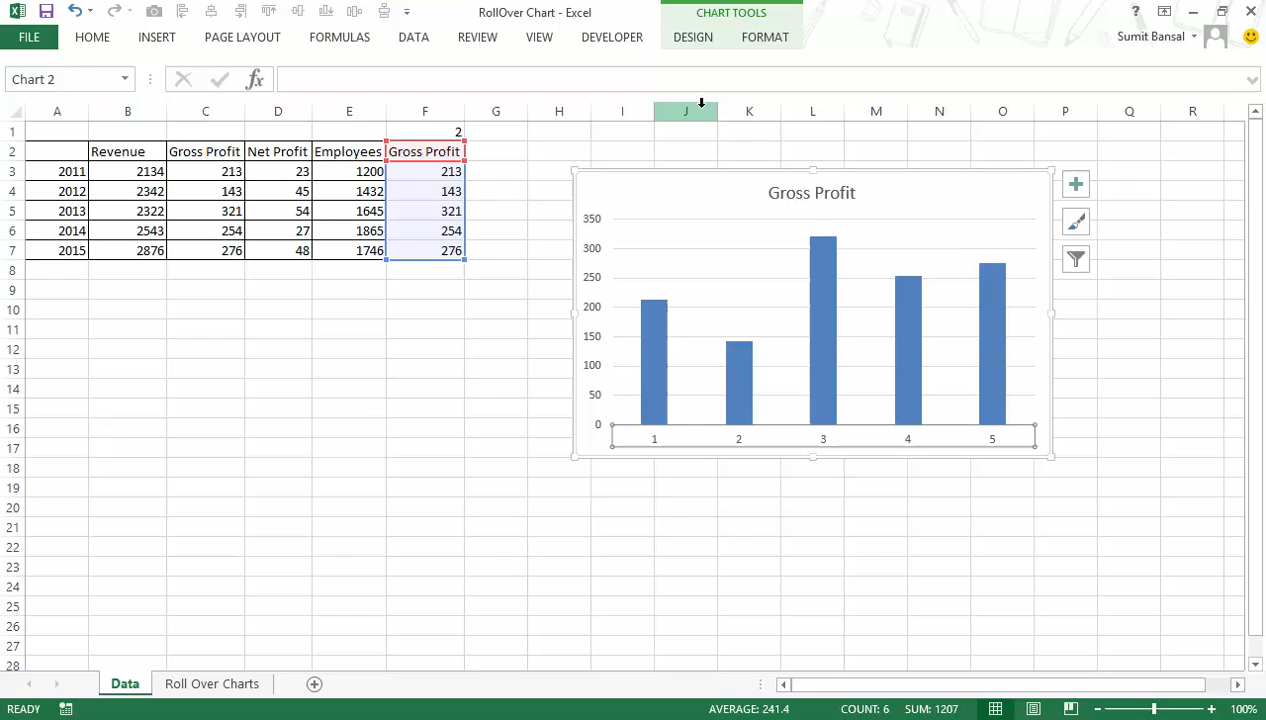 RollOver Chart - Excel
CHART TOOLS
FILE HOME INSERT PAGE LAYOUT FORMULAS DATA REVIEW VIEW DEVELOPER DESIGN FORMAT Sumit Bansal
Chart 2 fx
A B C D E F G H I J K L M N O P Q R
1 2
2 Revenue Gross Profit Net Profit Employees Gross Profit
3 2011 2134 213 23 1200 213
4 2012 2342 143 45 1432 143
5 2013 2322 321 54 1645 321
6 2014 2543 254 27 1865 254
7 2015 2876 276 48 1746 276
8
9
10
11
12
13
14
15
16
17
18
19
20
21
22
23
24
25
26
27
28
Gross Profit
350
300
250
200
150
100
50
0
1 2 3 4 5
Data Roll Over Charts
READY AVERAGE: 241.4 COUNT: 6 SUM: 1207 100%